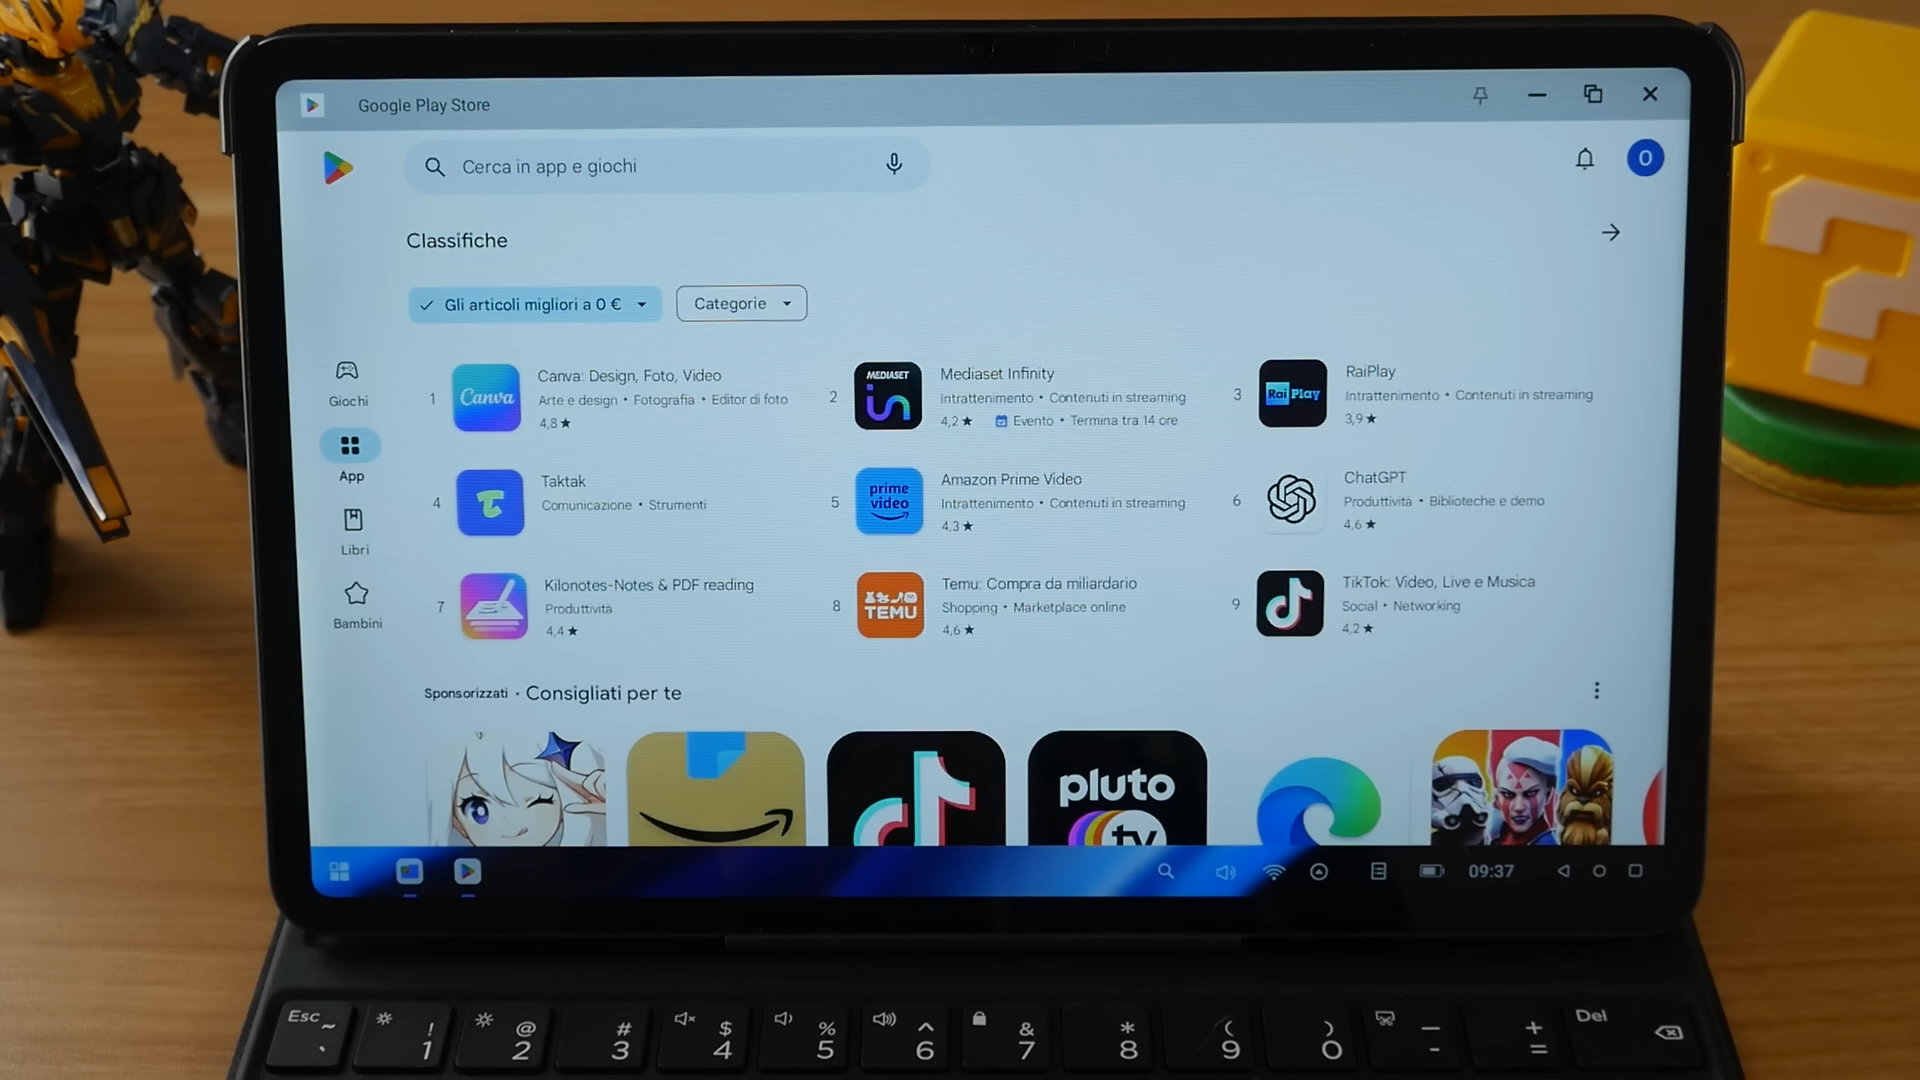 Google Play Store
Cerca in app e giochi
O
Classifiche
Gli articoli migliori a 0 €
Categorie
Giochi
App
Libri
Bambini
1
Canva
Canva: Design, Foto, Video
Arte e design • Fotografia • Editor di foto
4,8★
2
MEDIASET
Mediaset Infinity
Intrattenimento • Contenuti in streaming
4,2★ Evento • Termina tra 14 ore
3
Rai Play
RaiPlay
Intrattenimento • Contenuti in streaming
3,9★
4
Taktak
Comunicazione • Strumenti
5
prime
video
Amazon Prime Video
Intrattenimento • Contenuti in streaming
4,3★
6
ChatGPT
Produttività • Biblioteche e demo
4,6★
7
Kilonotes-Notes & PDF reading
Produttività
4,4★
8
TEMU
Temu: Compra da miliardario
Shopping • Marketplace online
4,6★
9
TikTok: Video, Live e Musica
Social • Networking
4,2★
Sponsorizzati • Consigliati per te
pluto
tv
09:37
?
Esc ~ `
! 1
@ 2
# 3
$ 4
% 5
^ 6
& 7
* 8
( 9
) 0
— -
+ =
Del